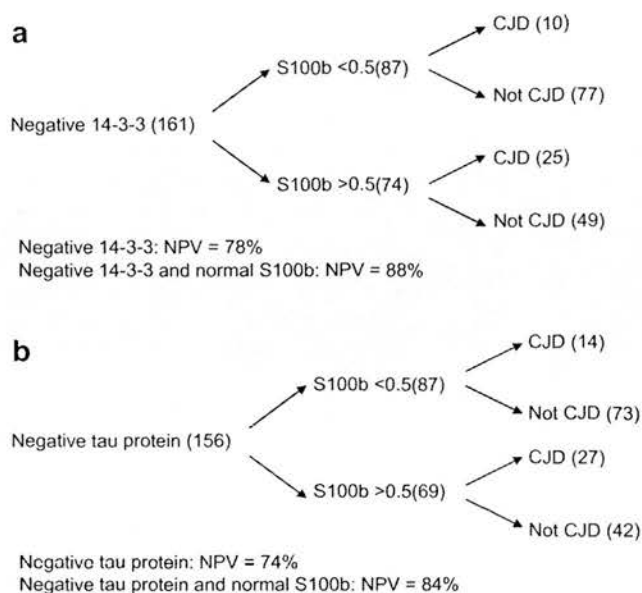 a
CJD (10)
S100b <0.5(87)
Not CJD (77)
Negative 14-3-3 (161)
CJD (25)
S100b >0.5(74)
Not CJD (49)
Negative 14-3-3: NPV = 78%
Negative 14-3-3 and normal S100b: NPV = 88%
b
CJD (14)
S100b <0.5(87)
Not CJD (73)
Negative tau protein (156)
CJD (27)
S100b >0.5(69)
Not CJD (42)
Negative tau protein: NPV = 74%
Negative tau protein and normal S100b: NPV = 84%